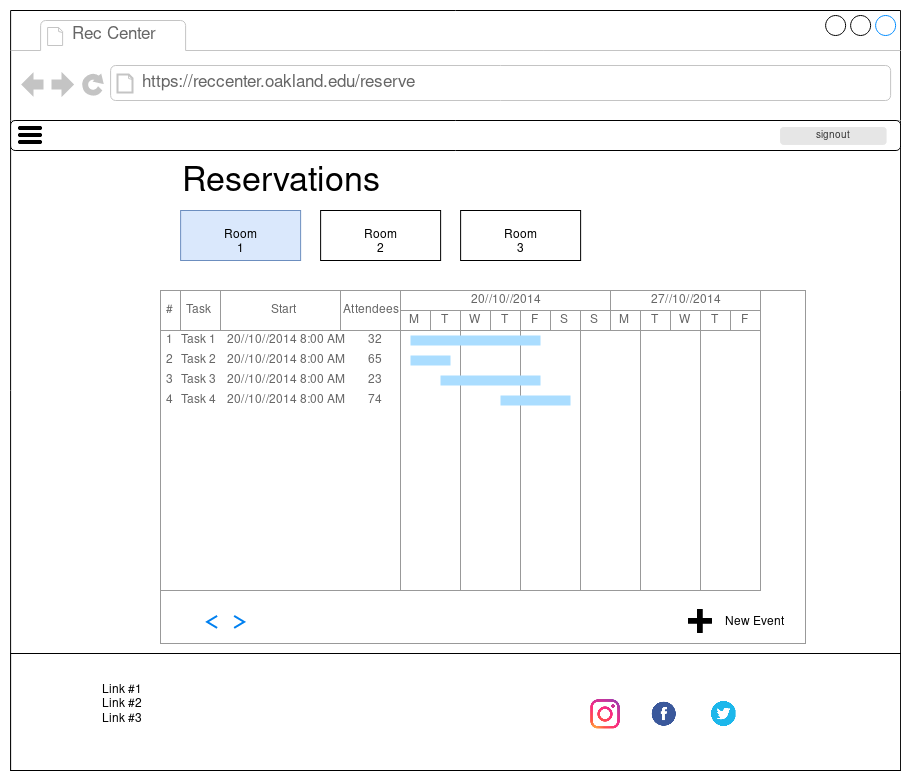 Rec Center
https://reccenter.oakland.edu/reserve
signout
Reservations
Room
1
Room
2
Room
3
# Task Start Attendees 20//10//2014 27//10//2014
M T W T F S S M T W T F
1 Task 1 20//10//2014 8:00 AM 32
2 Task 2 20//10//2014 8:00 AM 65
3 Task 3 20//10//2014 8:00 AM 23
4 Task 4 20//10//2014 8:00 AM 74
< >
New Event
Link #1
Link #2
Link #3